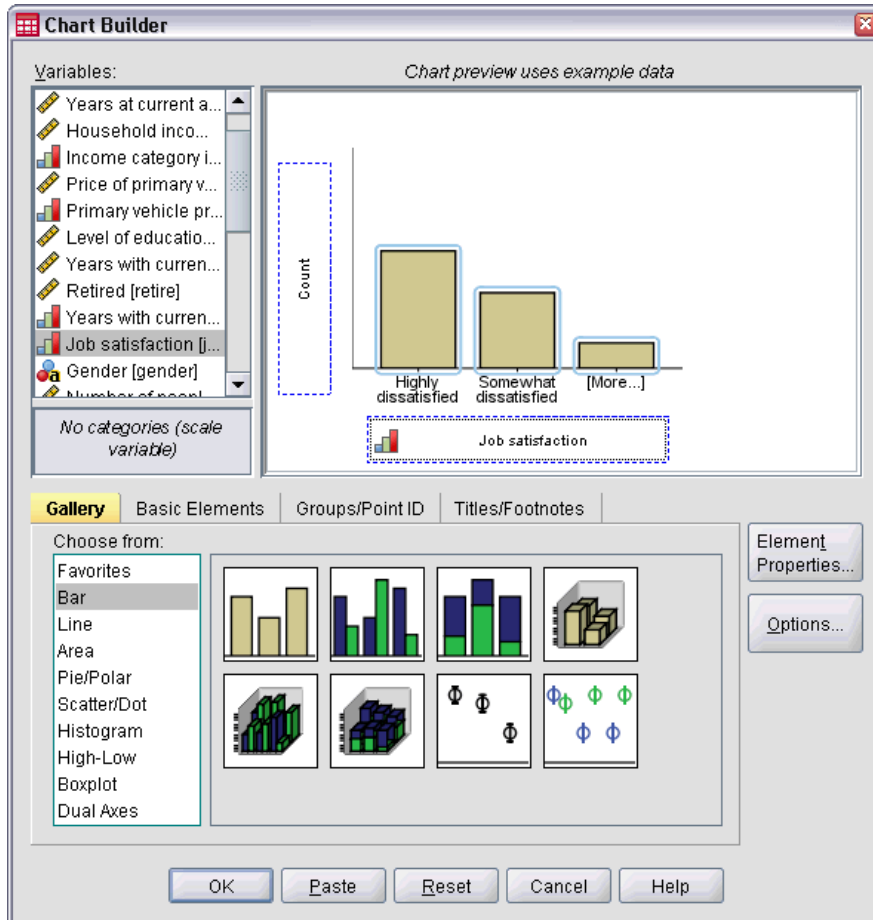 Chart Builder
Variables:
Chart preview uses example data
Years at current a...
Household inco...
Income category i...
Price of primary v...
Primary vehicle pr...
Level of educatio...
Years with curren...
Retired [retire]
Years with curren...
Job satisfaction [j...
Gender [gender]
Number of peopl
No categories (scale
variable)
Count
Highly
dissatisfied
Somewhat
dissatisfied
[More...]
Job satisfaction
Gallery
Basic Elements
Groups/Point ID
Titles/Footnotes
Choose from:
Favorites
Bar
Line
Area
Pie/Polar
Scatter/Dot
Histogram
High-Low
Boxplot
Dual Axes
Element
Properties...
Options...
OK
Paste
Reset
Cancel
Help